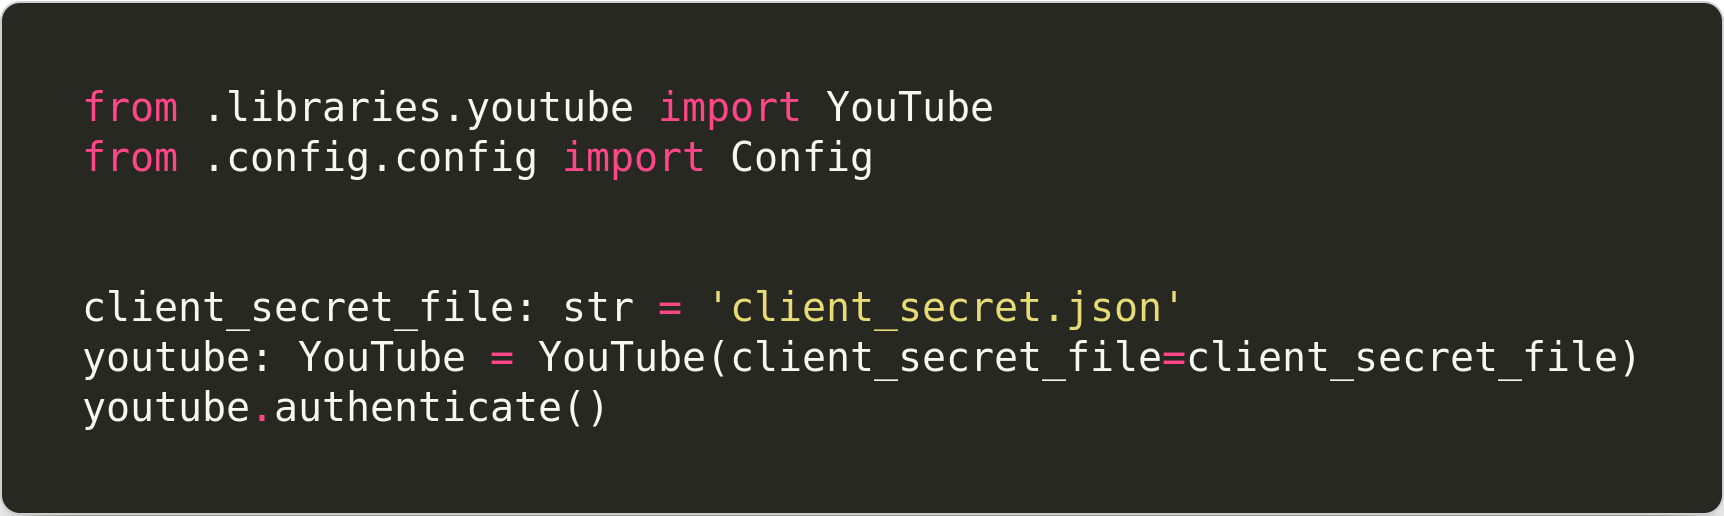 from .libraries.youtube import YouTube
from .config.config import Config
client_secret_file: str = 'client_secret.json'
youtube: YouTube = YouTube(client_secret_file=client_secret_file)
youtube.authenticate()